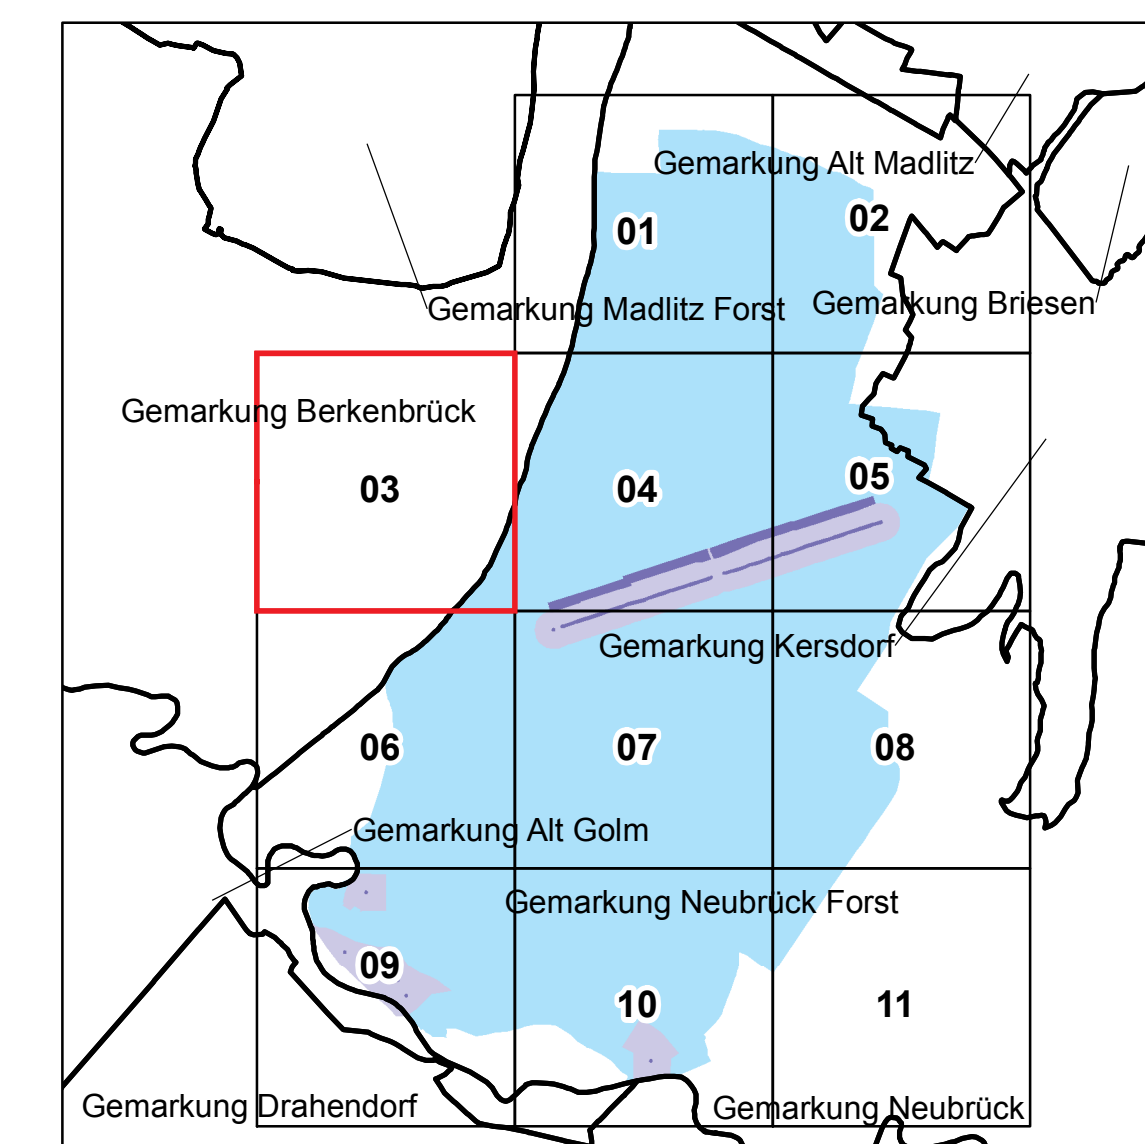 Gemarkung Alt Madlitz
01
02
Gemarkung Madlitz Forst
Gemarkung Briesen
Gemarkung Berkenbrück
03
04
05
Gemarkung Kersdorf
06
07
08
Gemarkung Alt Golm
Gemarkung Neubrück Forst
09
10
11
Gemarkung Drahendorf
Gemarkung Neubrück